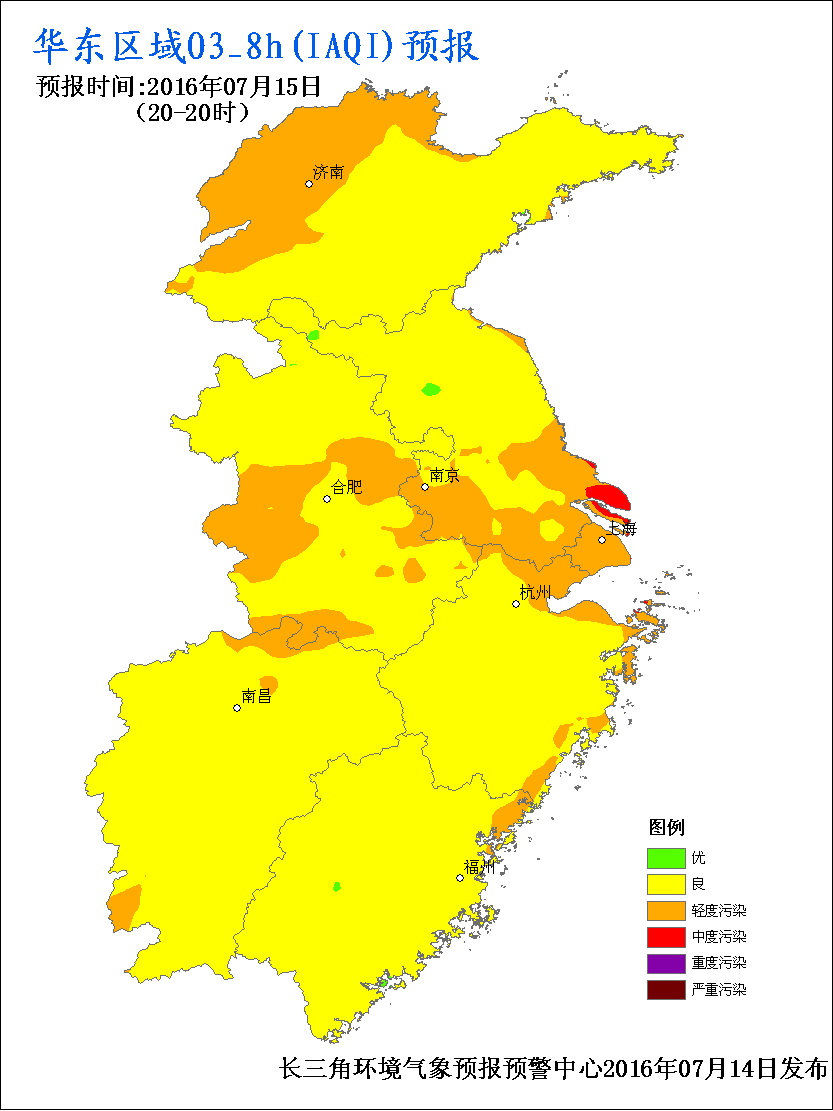 华东区域O3_8h(IAQI)预报
预报时间:2016年07月15日
(20-20时)
济南
南京
合肥
上海
杭州
南昌
福州
图例
优
良
轻度污染
中度污染
重度污染
严重污染
长三角环境气象预报预警中心2016年07月14日发布